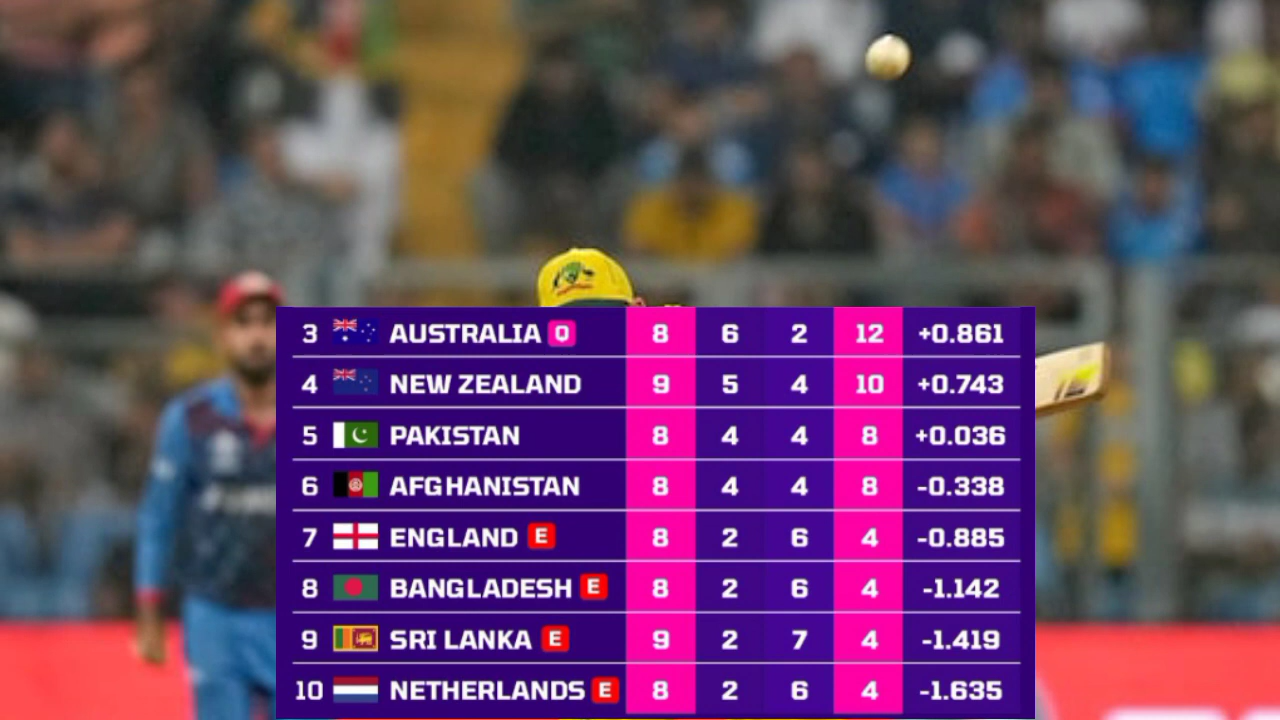 3 AUSTRALIA Q 8 6 2 12 +0.861
4 NEW ZEALAND 9 5 4 10 +0.743
5 PAKISTAN 8 4 4 8 +0.036
6 AFGHANISTAN 8 4 4 8 -0.338
7 ENGLAND E 8 2 6 4 -0.885
8 BANGLADESH E 8 2 6 4 -1.142
9 SRI LANKA E 9 2 7 4 -1.419
10 NETHERLANDS E 8 2 6 4 -1.635